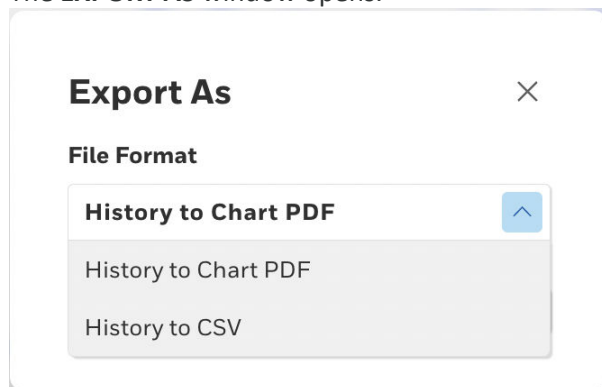 Export As
File Format
History to Chart PDF
History to Chart PDF
History to CSV